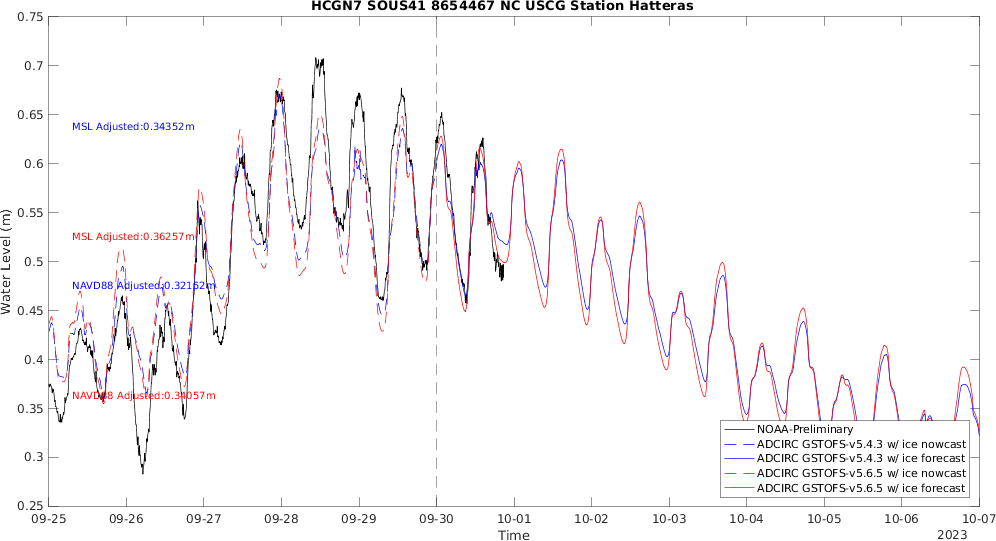 HCGN7 SOUS41 8654467 NC USCG Station Hatteras
Water Level (m)
0.75
0.7
0.65
0.6
0.55
0.5
0.45
0.4
0.35
0.3
0.25
MSL Adjusted:0.34352m
MSL Adjusted:0.36257m
NAVD88 Adjusted:0.32152m
NAVD88 Adjusted:0.34057m
NOAA-Preliminary
ADCIRC GSTOFS-v5.4.3 w/ ice nowcast
ADCIRC GSTOFS-v5.4.3 w/ ice forecast
ADCIRC GSTOFS-v5.6.5 w/ ice nowcast
ADCIRC GSTOFS-v5.6.5 w/ ice forecast
09-25 09-26 09-27 09-28 09-29 09-30 10-01 10-02 10-03 10-04 10-05 10-06 10-07
Time
2023